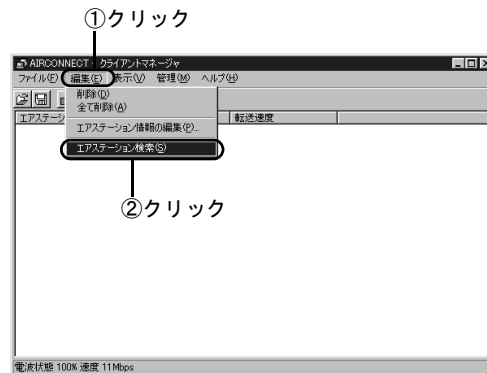 ①クリック
AIRCONNECT - クライアントマネージャ
ファイル(F) 編集(E) 表示(V) 管理(M) ヘルプ(H)
削除(D)
全て削除(A)
エアステーション情報の編集(P)...
エアステーション検索(S)
エアステーシ 転送速度
②クリック
電波状態 100% 速度 11Mbps